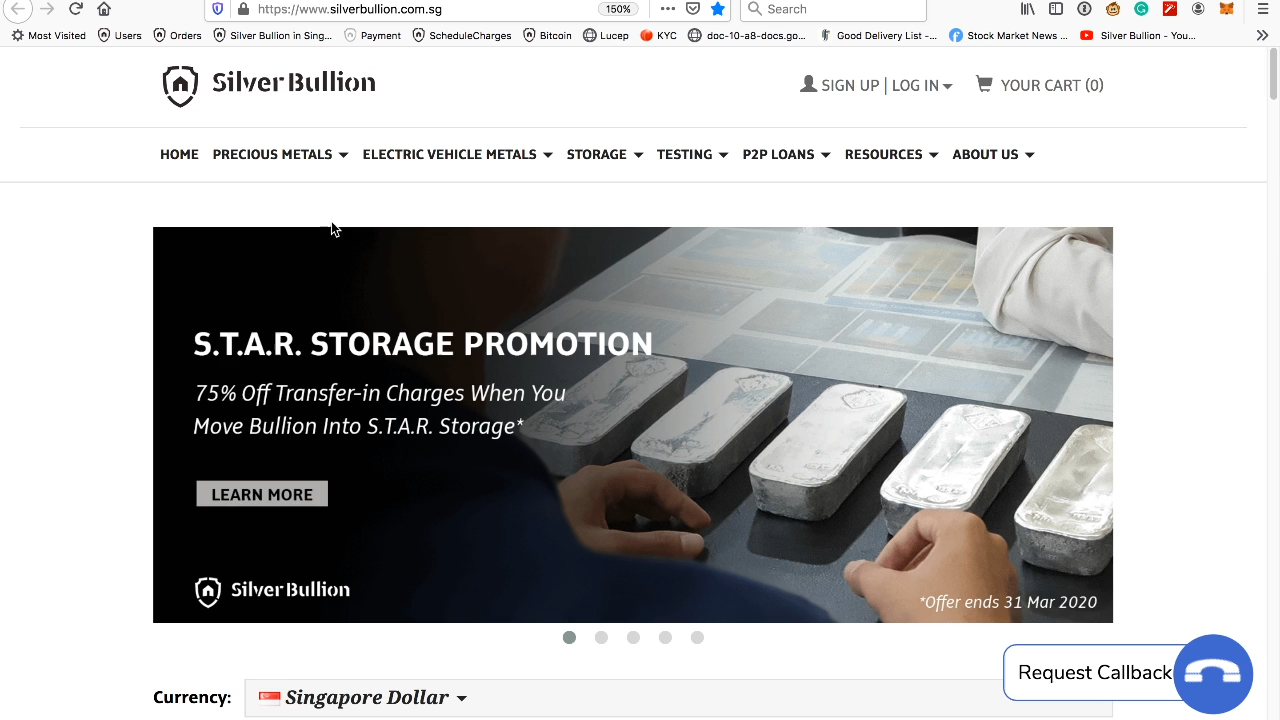 https://www.silverbullion.com.sg
150%
Search
Most Visited
Users
Orders
Silver Bullion in Sing...
Payment
ScheduleCharges
Bitcoin
Lucep
KYC
doc-10-a8-docs.go...
Good Delivery List -...
Stock Market News ...
Silver Bullion - You...
Silver Bullion
SIGN UP | LOG IN
YOUR CART (0)
HOME
PRECIOUS METALS
ELECTRIC VEHICLE METALS
STORAGE
TESTING
P2P LOANS
RESOURCES
ABOUT US
S.T.A.R. STORAGE PROMOTION
75% Off Transfer-in Charges When You
Move Bullion Into S.T.A.R. Storage*
LEARN MORE
Silver Bullion
*Offer ends 31 Mar 2020
Request Callback
Currency:
Singapore Dollar